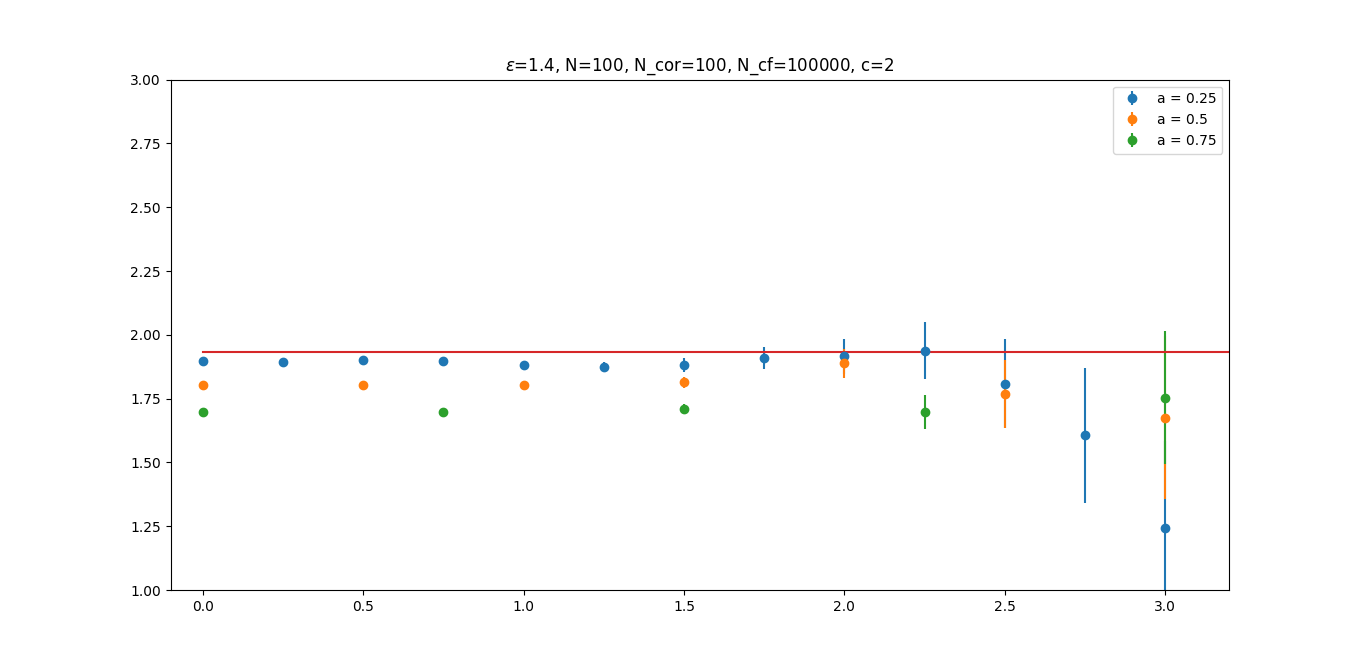 ε=1.4, N=100, N_cor=100, N_cf=100000, c=2
3.00
2.75
2.50
2.25
2.00
1.75
1.50
1.25
1.00
a = 0.25
a = 0.5
a = 0.75
0.0 0.5 1.0 1.5 2.0 2.5 3.0